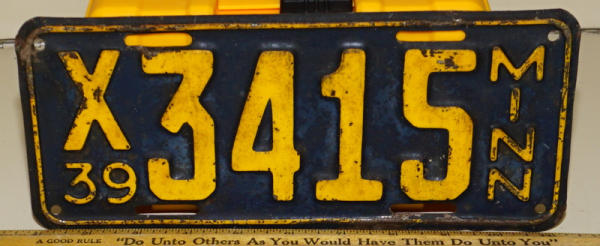 X 3415
39
MINN
A GOOD RULE "Do Unto Others As You Would Have Them Do Unto You"